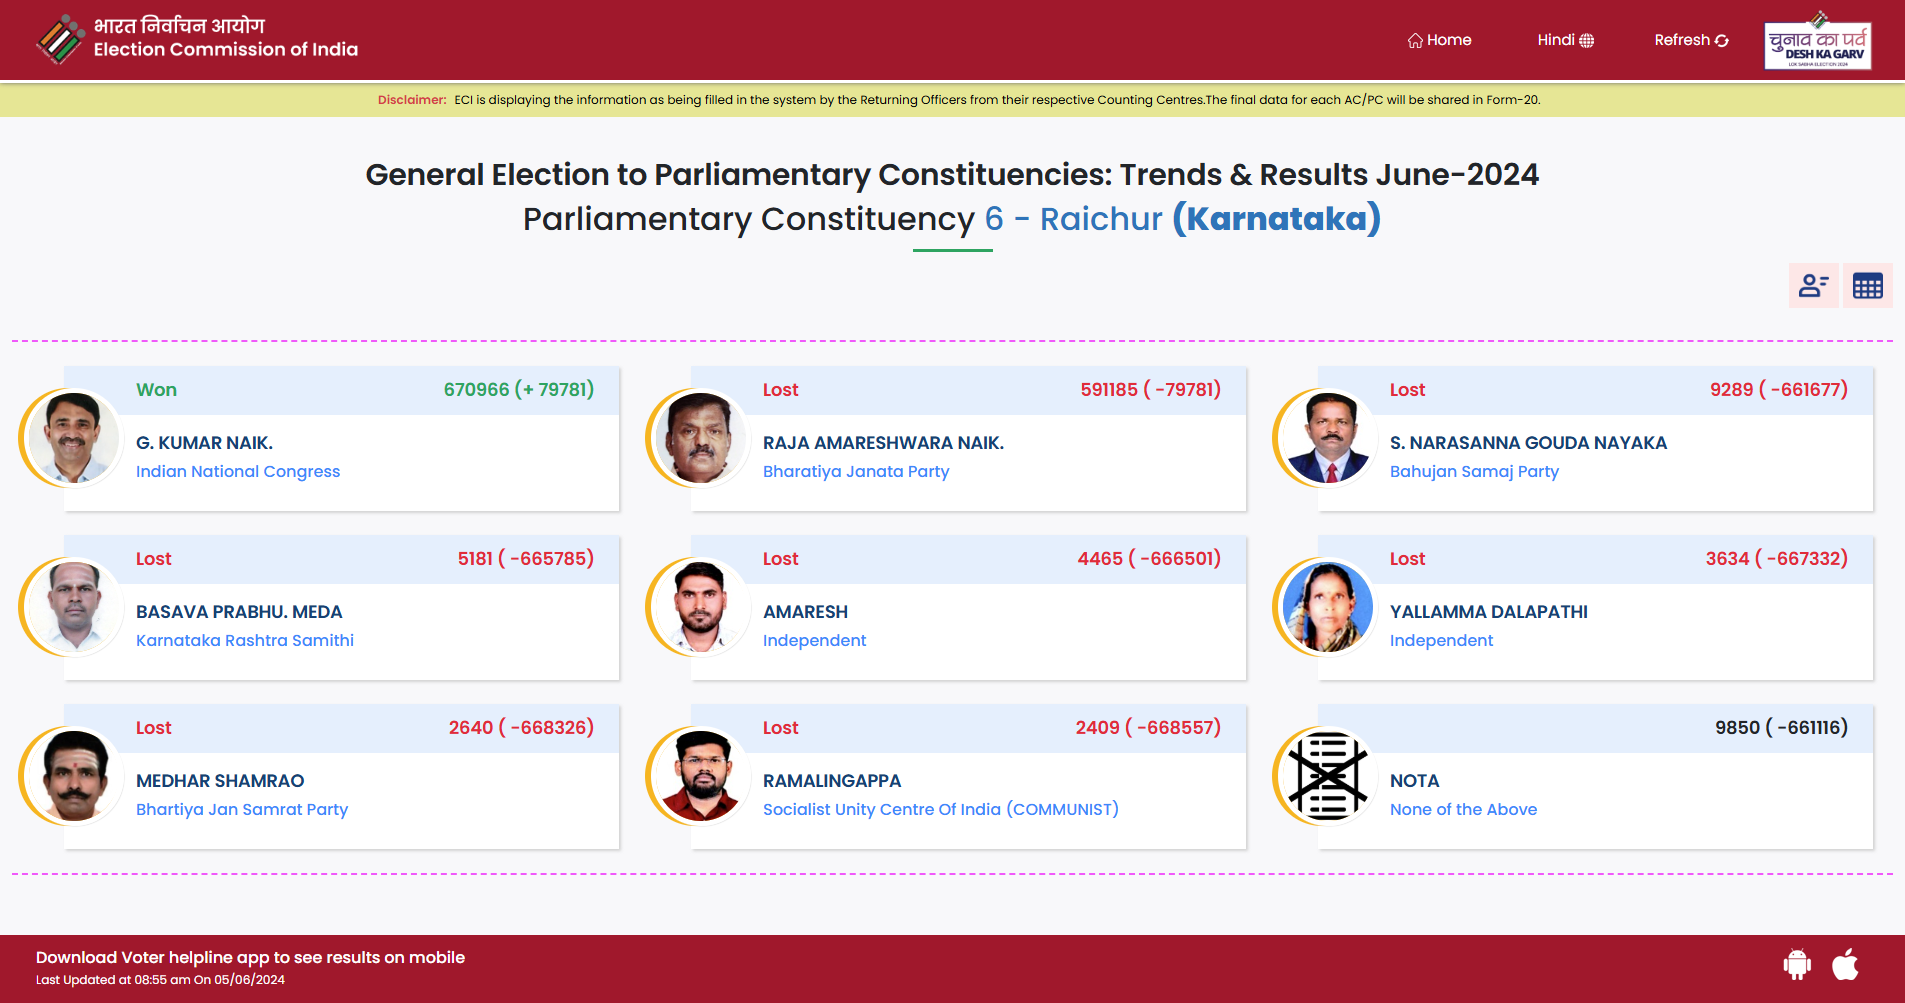 भारत निर्वाचन आयोग
Election Commission of India
Home
Hindi
Refresh
चुनाव का पर्व
DESH KA GARV
LOK SABHA ELECTION 2024
Disclaimer: ECI is displaying the information as being filled in the system by the Returning Officers from their respective Counting Centres.The final data for each AC/PC will be shared in Form-20.
General Election to Parliamentary Constituencies: Trends & Results June-2024
Parliamentary Constituency 6 - Raichur (Karnataka)
Won 670966 (+ 79781)
G. KUMAR NAIK.
Indian National Congress
Lost 591185 ( -79781)
RAJA AMARESHWARA NAIK.
Bharatiya Janata Party
Lost 9289 ( -661677)
S. NARASANNA GOUDA NAYAKA
Bahujan Samaj Party
Lost 5181 ( -665785)
BASAVA PRABHU. MEDA
Karnataka Rashtra Samithi
Lost 4465 ( -666501)
AMARESH
Independent
Lost 3634 ( -667332)
YALLAMMA DALAPATHI
Independent
Lost 2640 ( -668326)
MEDHAR SHAMRAO
Bhartiya Jan Samrat Party
Lost 2409 ( -668557)
RAMALINGAPPA
Socialist Unity Centre Of India (COMMUNIST)
9850 ( -661116)
NOTA
None of the Above
Download Voter helpline app to see results on mobile
Last Updated at 08:55 am On 05/06/2024